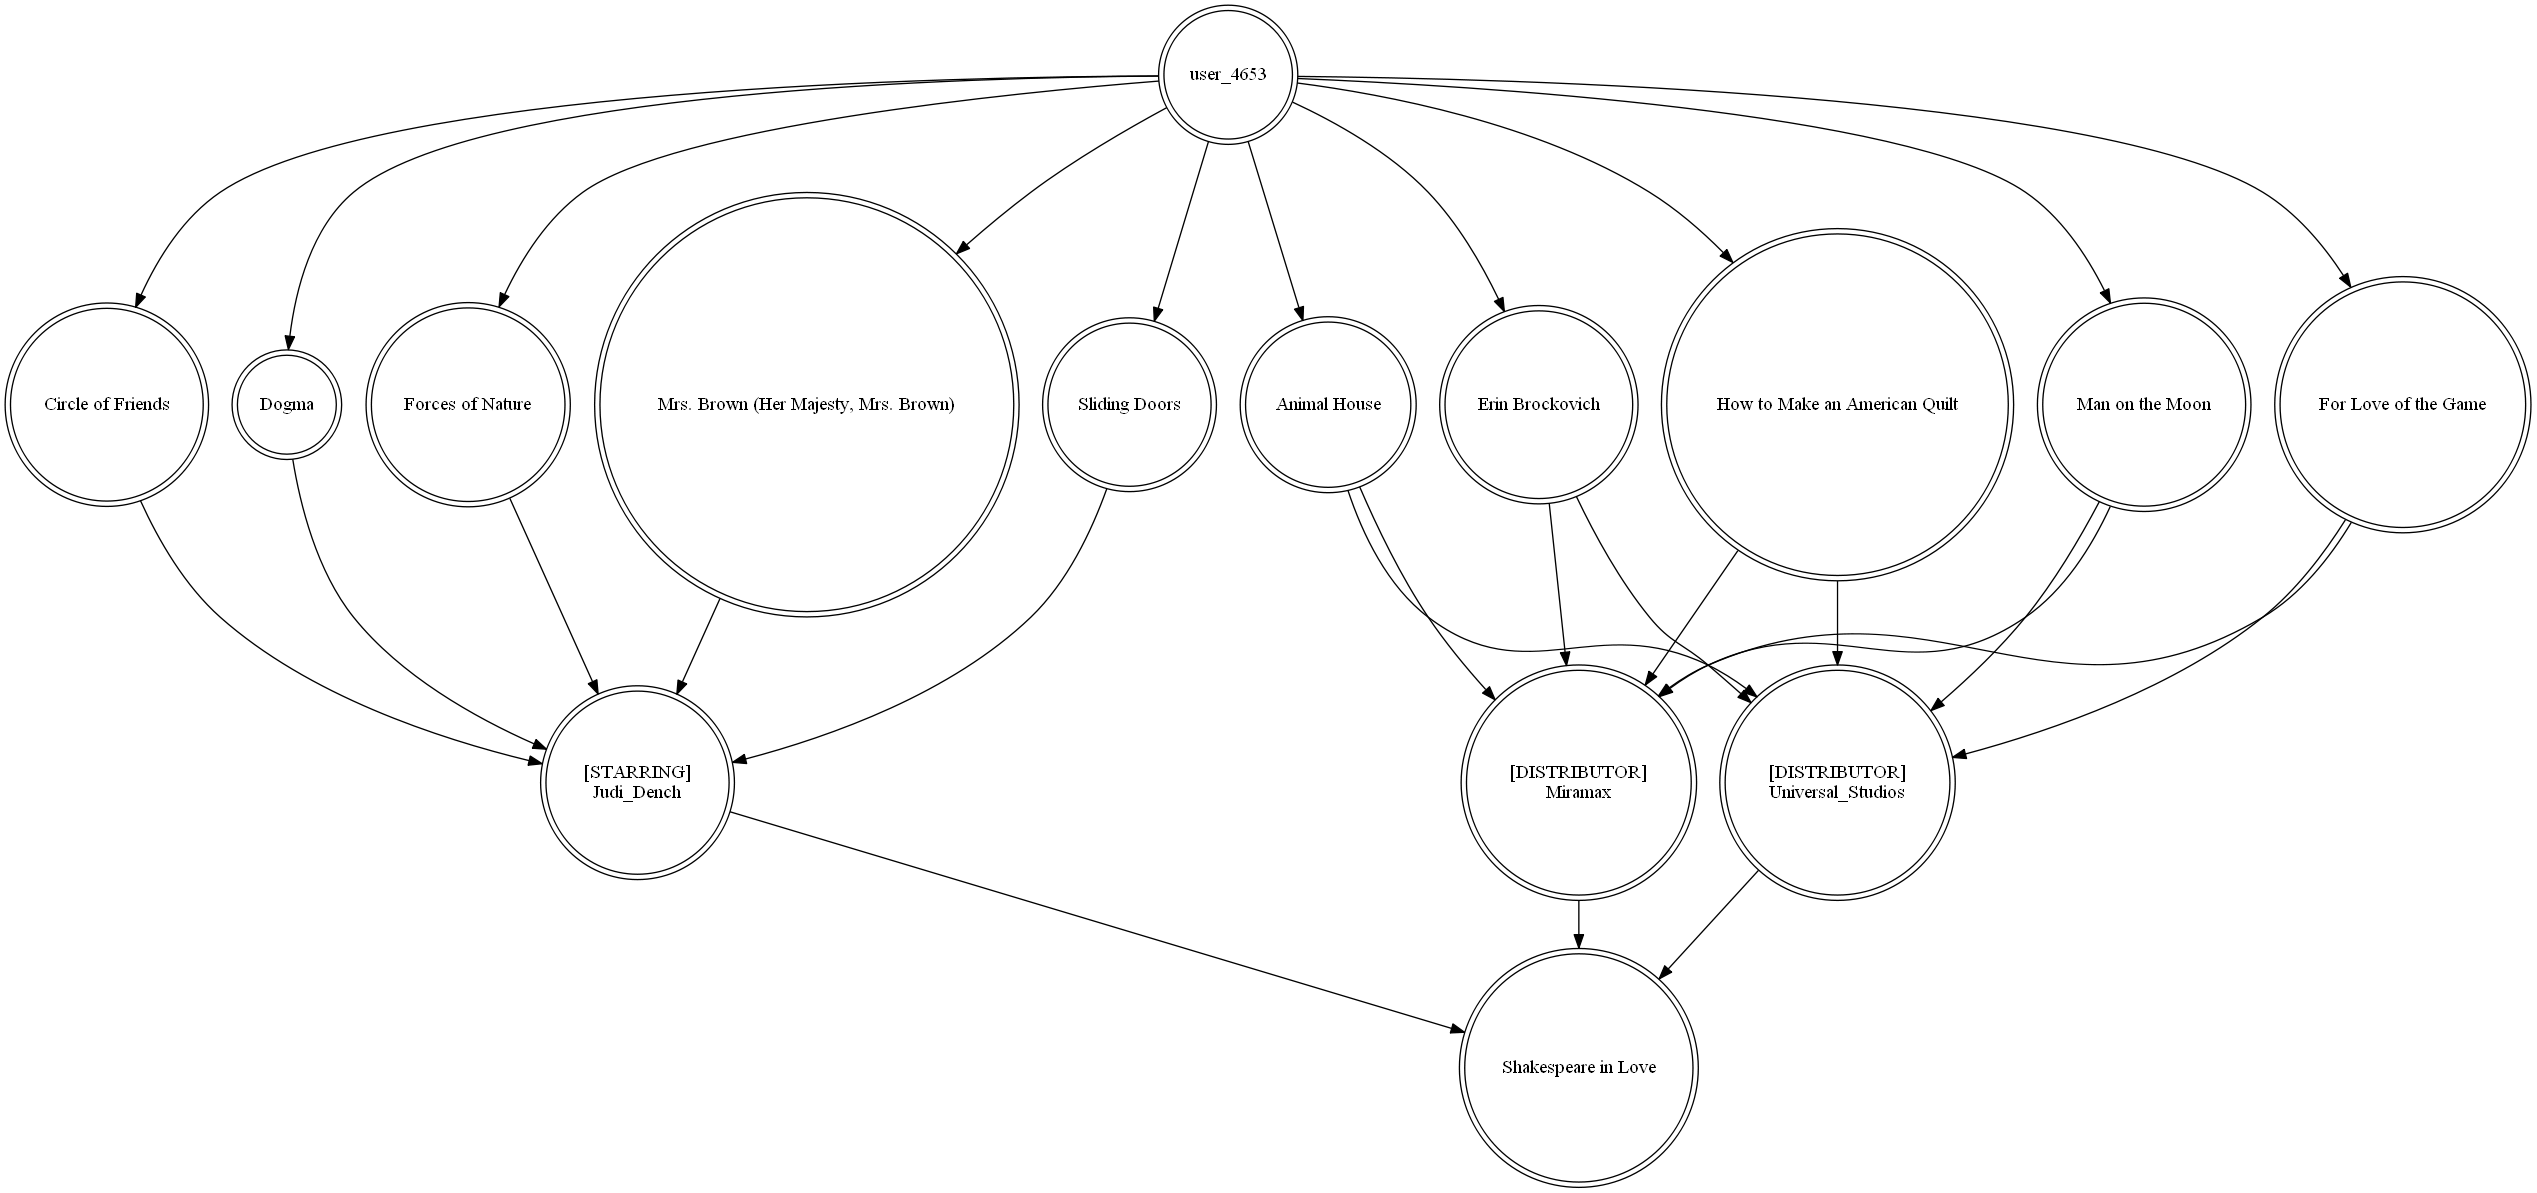 user_4653
Circle of Friends
Dogma
Forces of Nature
Mrs. Brown (Her Majesty, Mrs. Brown)
Sliding Doors
Animal House
Erin Brockovich
How to Make an American Quilt
Man on the Moon
For Love of the Game
[STARRING]
Judi_Dench
[DISTRIBUTOR]
Miramax
[DISTRIBUTOR]
Universal_Studios
Shakespeare in Love